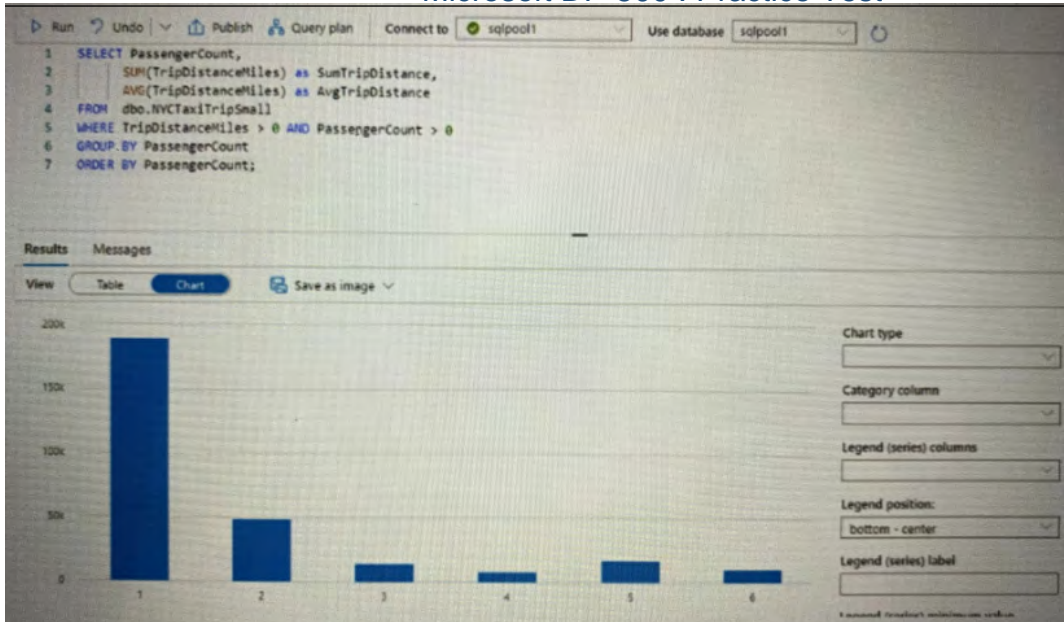 Run Undo Publish Query plan Connect to sqlpool1 Use database sqlpool1
1 SELECT PassengerCount,
2 SUM(TripDistanceMiles) as SumTripDistance,
3 AVG(TripDistanceMiles) as AvgTripDistance
4 FROM dbo.NYCTaxiTripSmall
5 WHERE TripDistanceMiles > 0 AND PassengerCount > 0
6 GROUP BY PassengerCount
7 ORDER BY PassengerCount;
Results Messages
View Table Chart Save as image
200k
150k
100k
50k
0
1 2 3 4 5 6
Chart type
Category column
Legend (series) columns
Legend position:
bottom - center
Legend (series) label